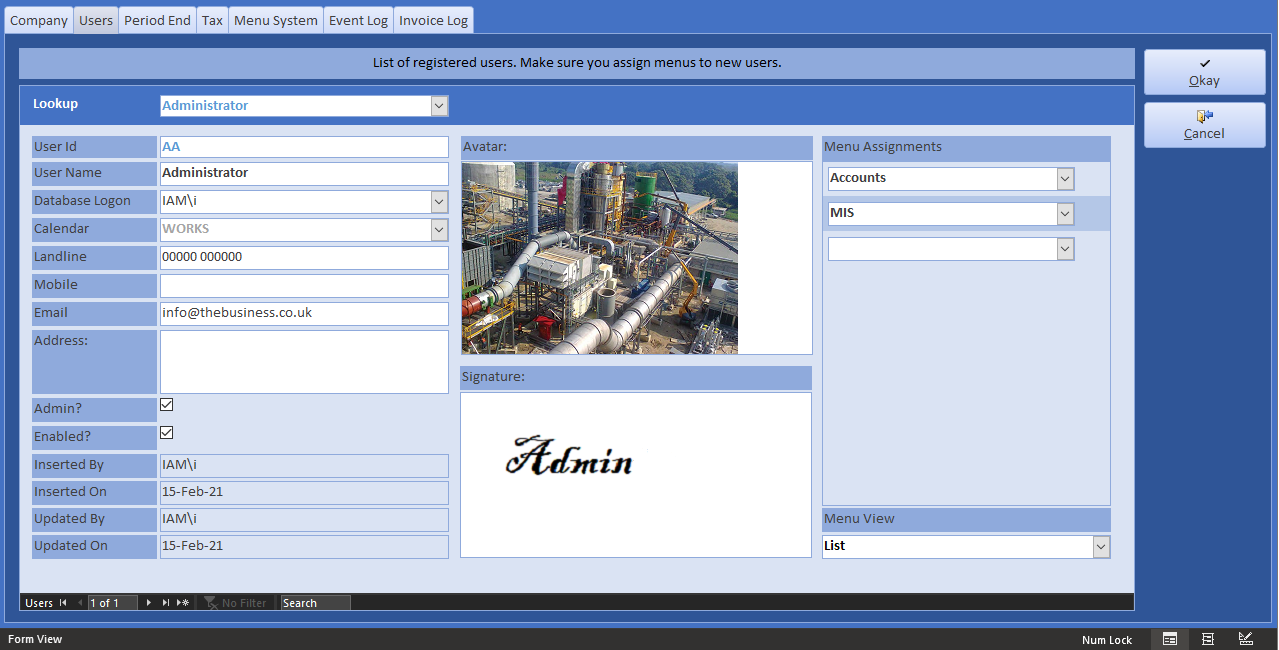 Company Users Period End Tax Menu System Event Log Invoice Log
List of registered users. Make sure you assign menus to new users.
Okay
Cancel
Lookup Administrator
User Id AA
User Name Administrator
Database Logon IAM\i
Calendar WORKS
Landline 00000 000000
Mobile
Email info@thebusiness.co.uk
Address:
Admin?
Enabled?
Inserted By IAM\i
Inserted On 15-Feb-21
Updated By IAM\i
Updated On 15-Feb-21
Avatar:
Signature:
Admin
Menu Assignments
Accounts
MIS
Menu View
List
Users 1 of 1 No Filter Search
Form View Num Lock